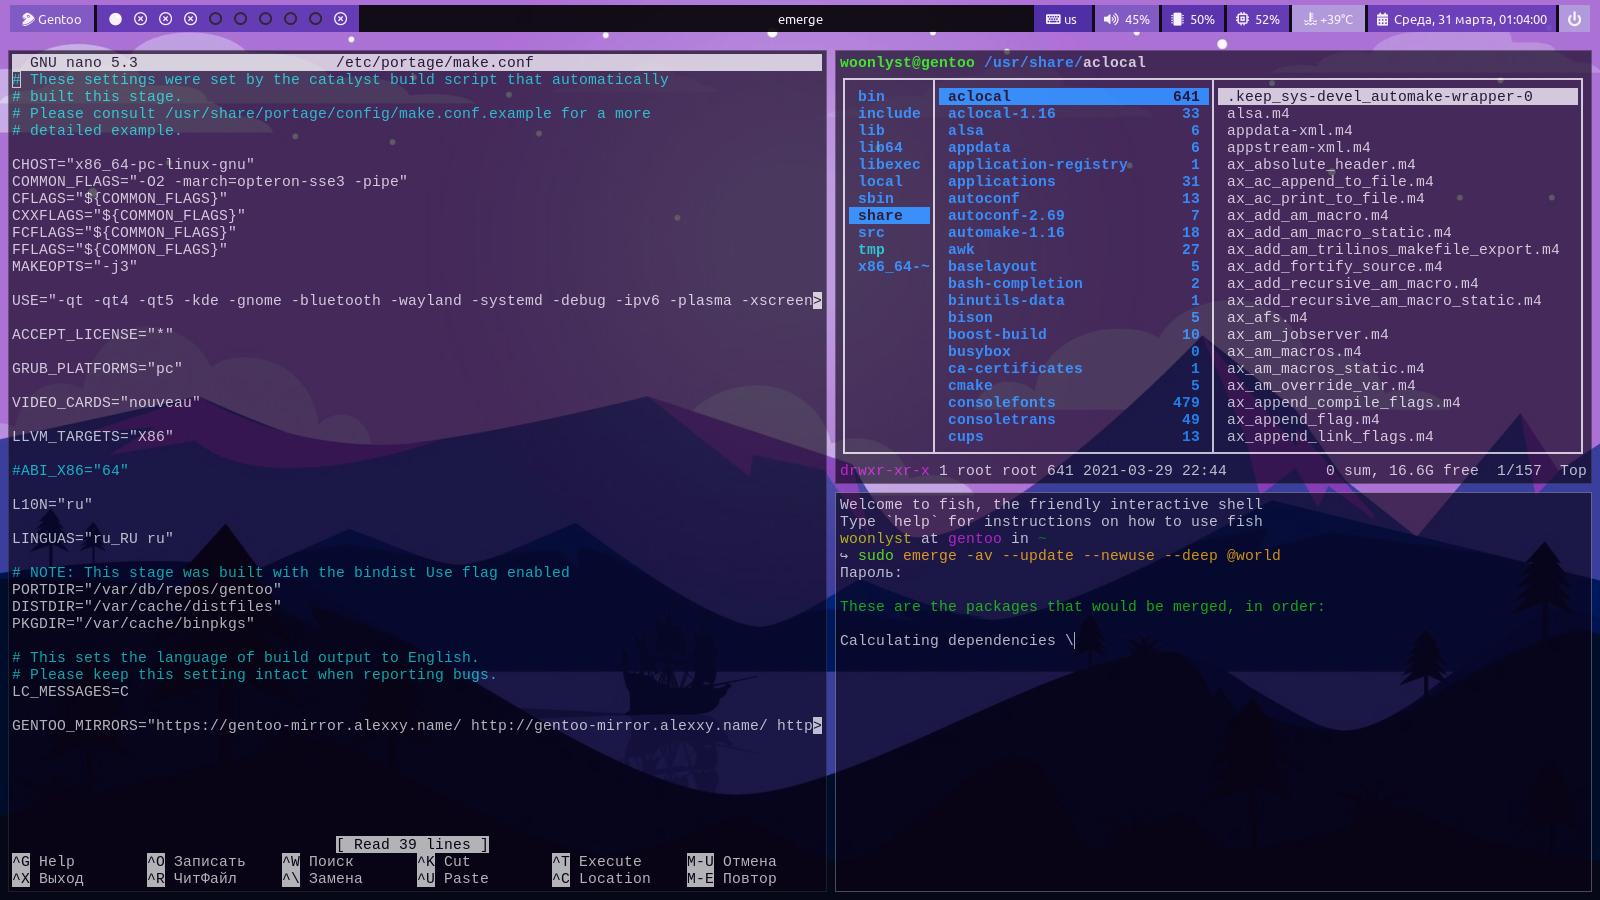 Gentoo
emerge
us
45%
50%
52%
+39°C
Среда, 31 марта, 01:04:00
GNU nano 5.3 /etc/portage/make.conf
# These settings were set by the catalyst build script that automatically
# built this stage.
# Please consult /usr/share/portage/config/make.conf.example for a more
# detailed example.
CHOST="x86_64-pc-linux-gnu"
COMMON_FLAGS="-O2 -march=opteron-sse3 -pipe"
CFLAGS="${COMMON_FLAGS}"
CXXFLAGS="${COMMON_FLAGS}"
FCFLAGS="${COMMON_FLAGS}"
FFLAGS="${COMMON_FLAGS}"
MAKEOPTS="-j3"
USE="-qt -qt4 -qt5 -kde -gnome -bluetooth -wayland -systemd -debug -ipv6 -plasma -xscreen>
ACCEPT_LICENSE="*"
GRUB_PLATFORMS="pc"
VIDEO_CARDS="nouveau"
LLVM_TARGETS="X86"
#ABI_X86="64"
L10N="ru"
LINGUAS="ru_RU ru"
# NOTE: This stage was built with the bindist Use flag enabled
PORTDIR="/var/db/repos/gentoo"
DISTDIR="/var/cache/distfiles"
PKGDIR="/var/cache/binpkgs"
# This sets the language of build output to English.
# Please keep this setting intact when reporting bugs.
LC_MESSAGES=C
GENTOO_MIRRORS="https://gentoo-mirror.alexxy.name/ http://gentoo-mirror.alexxy.name/ http>
[ Read 39 lines ]
^G Help ^O Записать ^W Поиск ^K Cut ^T Execute M-U Отмена
^X Выход ^R ЧитФайл ^\ Замена ^U Paste ^C Location M-E Повтор
woonlyst@gentoo /usr/share/aclocal
bin aclocal 641 .keep_sys-devel_automake-wrapper-0
include aclocal-1.16 33 alsa.m4
lib alsa 6 appdata-xml.m4
lib64 appdata 6 appstream-xml.m4
libexec application-registry 1 ax_absolute_header.m4
local applications 31 ax_ac_append_to_file.m4
sbin autoconf 13 ax_ac_print_to_file.m4
share autoconf-2.69 7 ax_add_am_macro.m4
src automake-1.16 18 ax_add_am_macro_static.m4
tmp awk 27 ax_add_am_trilinos_makefile_export.m4
x86_64-~ baselayout 5 ax_add_fortify_source.m4
bash-completion 2 ax_add_recursive_am_macro.m4
binutils-data 1 ax_add_recursive_am_macro_static.m4
bison 5 ax_afs.m4
boost-build 10 ax_am_jobserver.m4
busybox 0 ax_am_macros.m4
ca-certificates 1 ax_am_macros_static.m4
cmake 5 ax_am_override_var.m4
consolefonts 479 ax_append_compile_flags.m4
consoletrans 49 ax_append_flag.m4
cups 13 ax_append_link_flags.m4
drwxr-xr-x 1 root root 641 2021-03-29 22:44 0 sum, 16.6G free 1/157 Top
Welcome to fish, the friendly interactive shell
Type `help` for instructions on how to use fish
woonlyst at gentoo in ~
↪ sudo emerge -av --update --newuse --deep @world
Пароль:
These are the packages that would be merged, in order:
Calculating dependencies \